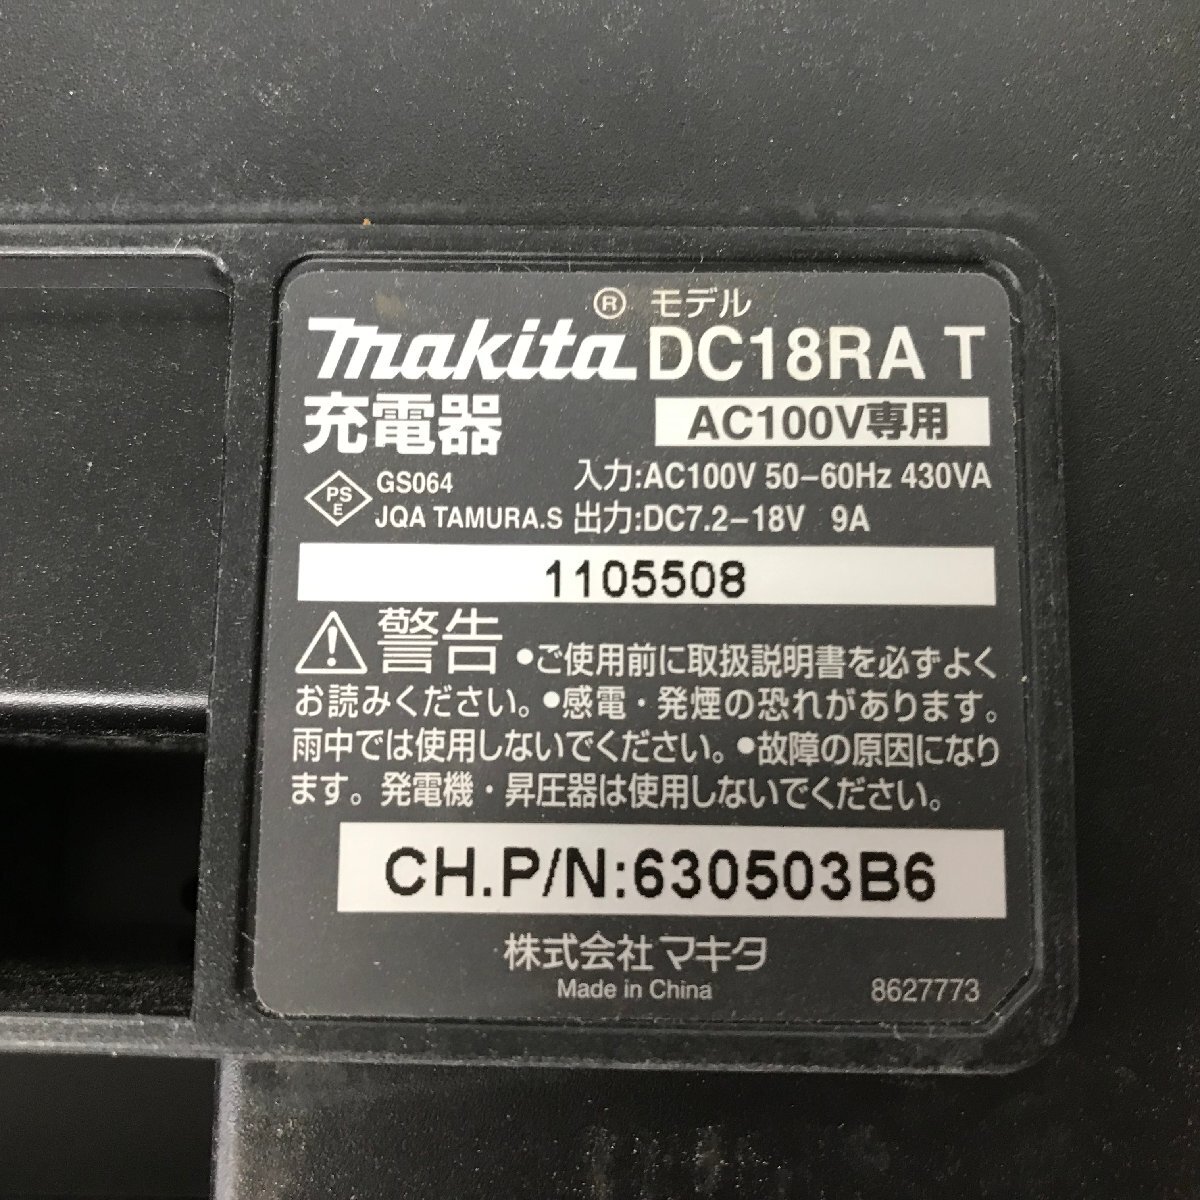 ® モデル
makita DC18RA T
充電器 AC100V専用
PS E GS064 入力:AC100V 50-60Hz 430VA
JQA TAMURA.S 出力:DC7.2-18V 9A
1105508
警告 •ご使用前に取扱説明書を必ずよく
お読みください。•感電・発煙の恐れがあります。
雨中では使用しないでください。•故障の原因になり
ます。発電機・昇圧器は使用しないでください。
CH.P/N:630503B6
株式会社 マキタ
Made in China 8627773